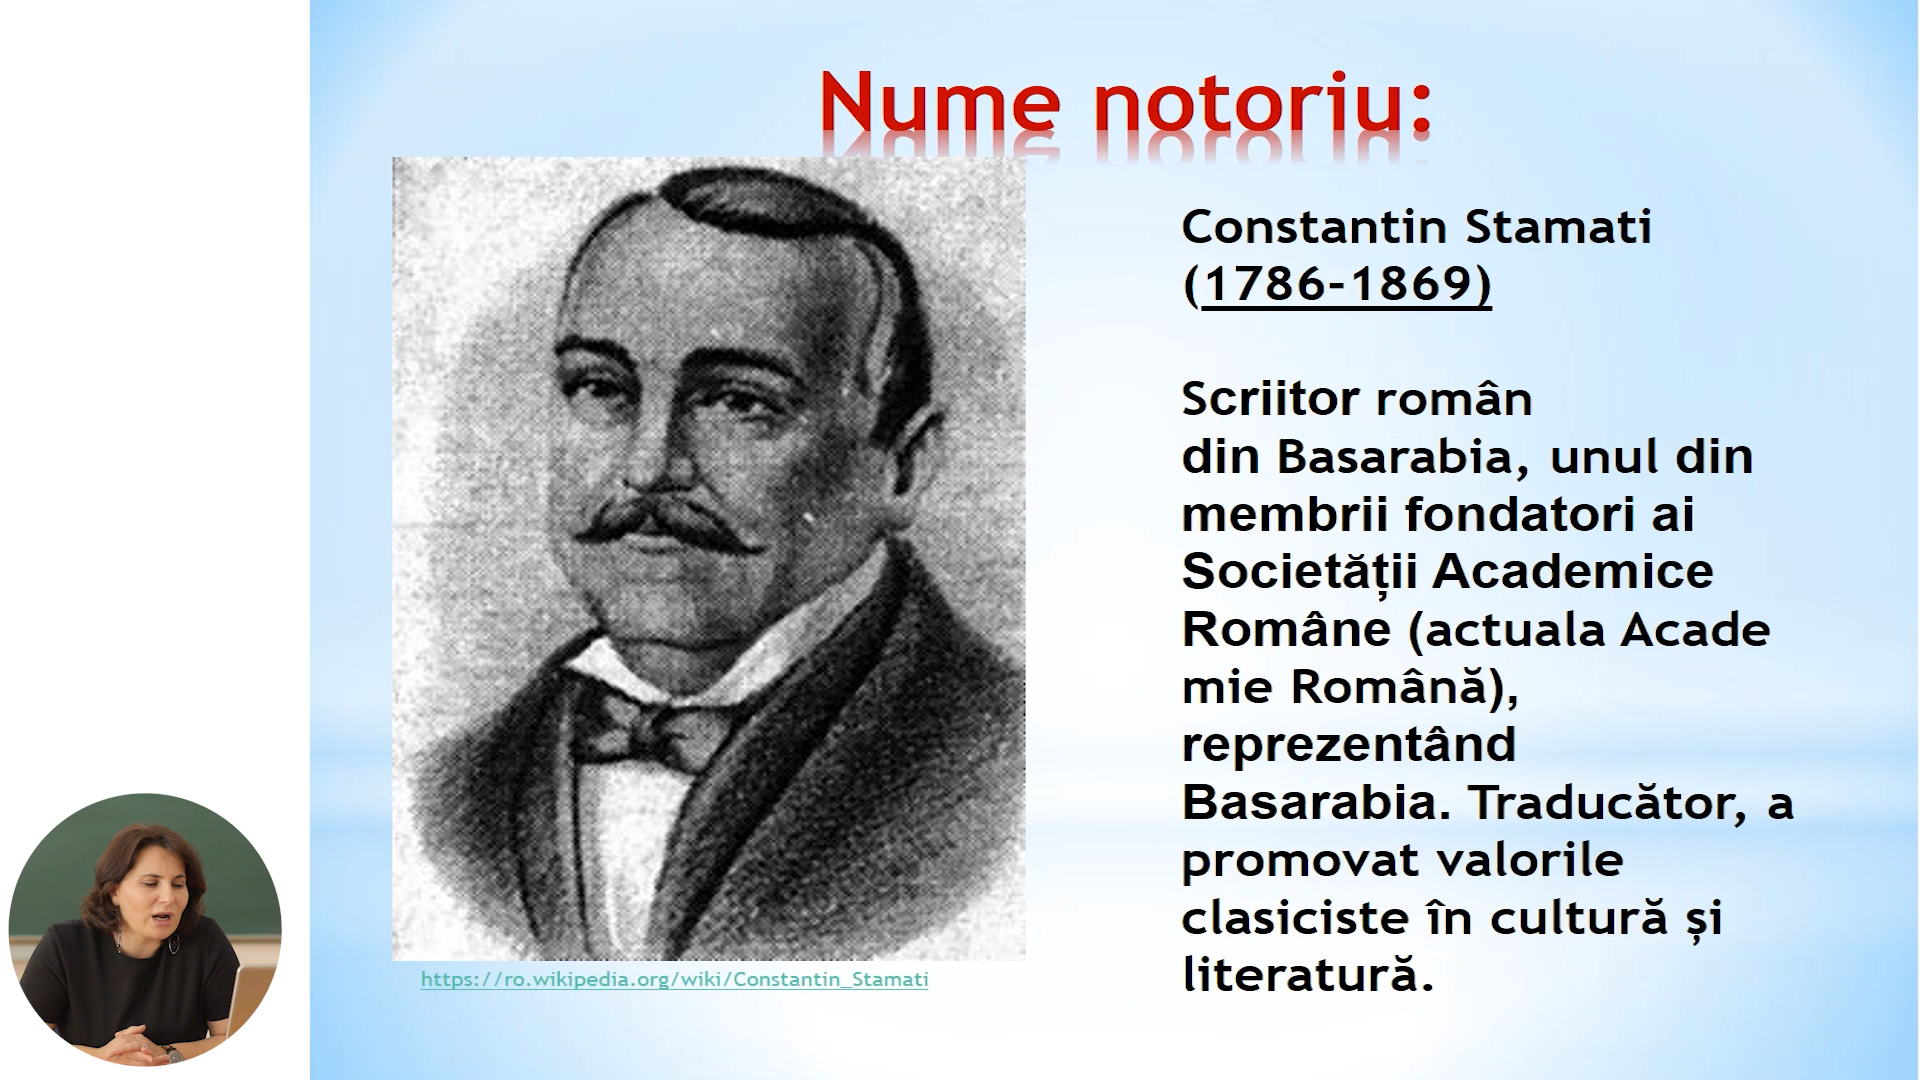 Nume notoriu:
Constantin Stamati
(1786-1869)
Scriitor român
din Basarabia, unul din
membrii fondatori ai
Societății Academice
Române (actuala Acade
mie Română),
reprezentând
Basarabia. Traducător, a
promovat valorile
clasiciste în cultură și
literatură.
https://ro.wikipedia.org/wiki/Constantin_Stamati